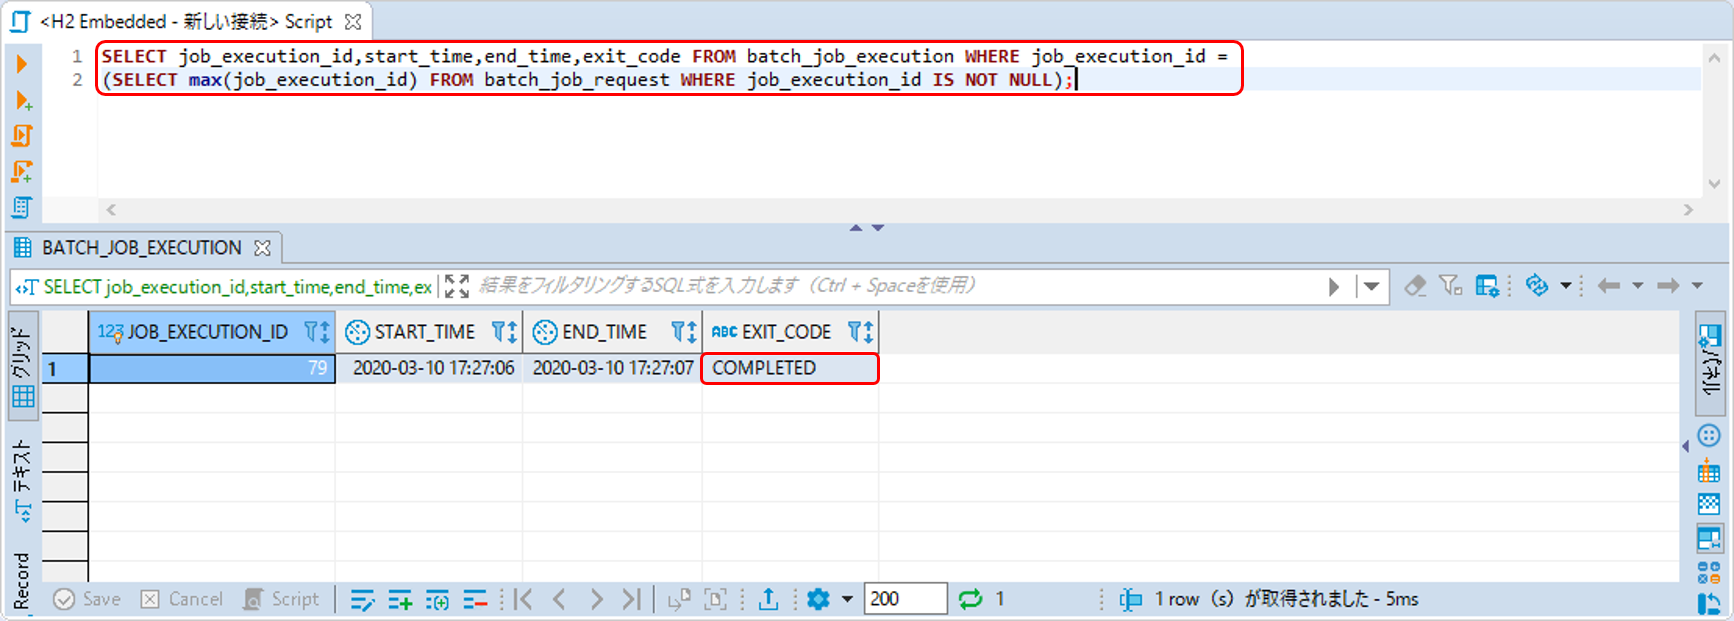 <H2 Embedded - 新しい接続> Script
1 SELECT job_execution_id,start_time,end_time,exit_code FROM batch_job_execution WHERE job_execution_id =
2 (SELECT max(job_execution_id) FROM batch_job_request WHERE job_execution_id IS NOT NULL);
BATCH_JOB_EXECUTION
SELECT job_execution_id,start_time,end_time,ex
結果をフィルタリングするSQL式を入力します (Ctrl + Spaceを使用)
グリッド
テキスト
Record
123 JOB_EXECUTION_ID START_TIME END_TIME ABC EXIT_CODE
1 79 2020-03-10 17:27:06 2020-03-10 17:27:07 COMPLETED
パネル
Save Cancel Script 200 1 1 row (s) が取得されました - 5ms